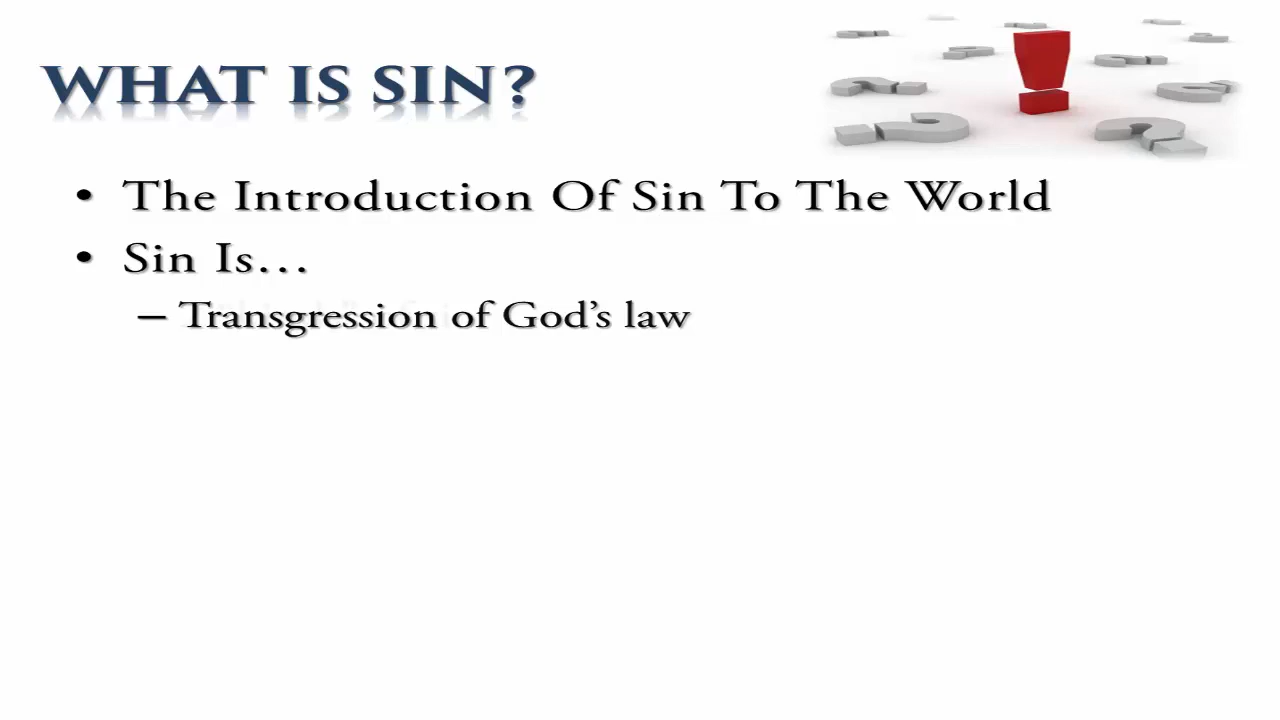 WHAT IS SIN?
• The Introduction Of Sin To The World
• Sin Is…
– Transgression of God's law